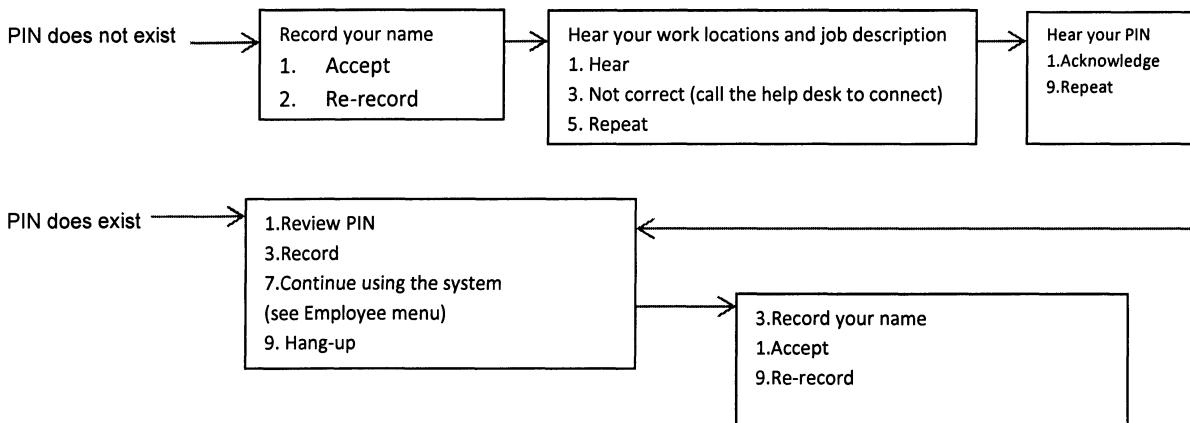 PIN does not exist
Record your name
1. Accept
2. Re-record
Hear your work locations and job description
1. Hear
3. Not correct (call the help desk to connect)
5. Repeat
Hear your PIN
1.Acknowledge
9.Repeat
PIN does exist
1.Review PIN
3.Record
7.Continue using the system
(see Employee menu)
9. Hang-up
3.Record your name
1.Accept
9.Re-record